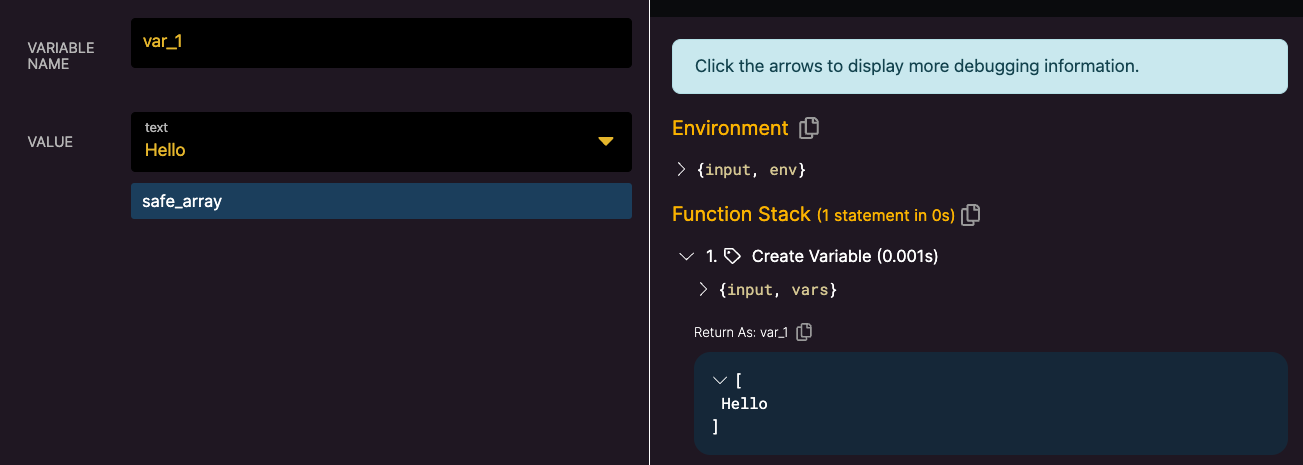 VARIABLE
NAME
var_1
VALUE
text
Hello
safe_array
Click the arrows to display more debugging information.
Environment
{input, env}
Function Stack (1 statement in 0s)
1. Create Variable (0.001s)
{input, vars}
Return As: var_1
[
Hello
]